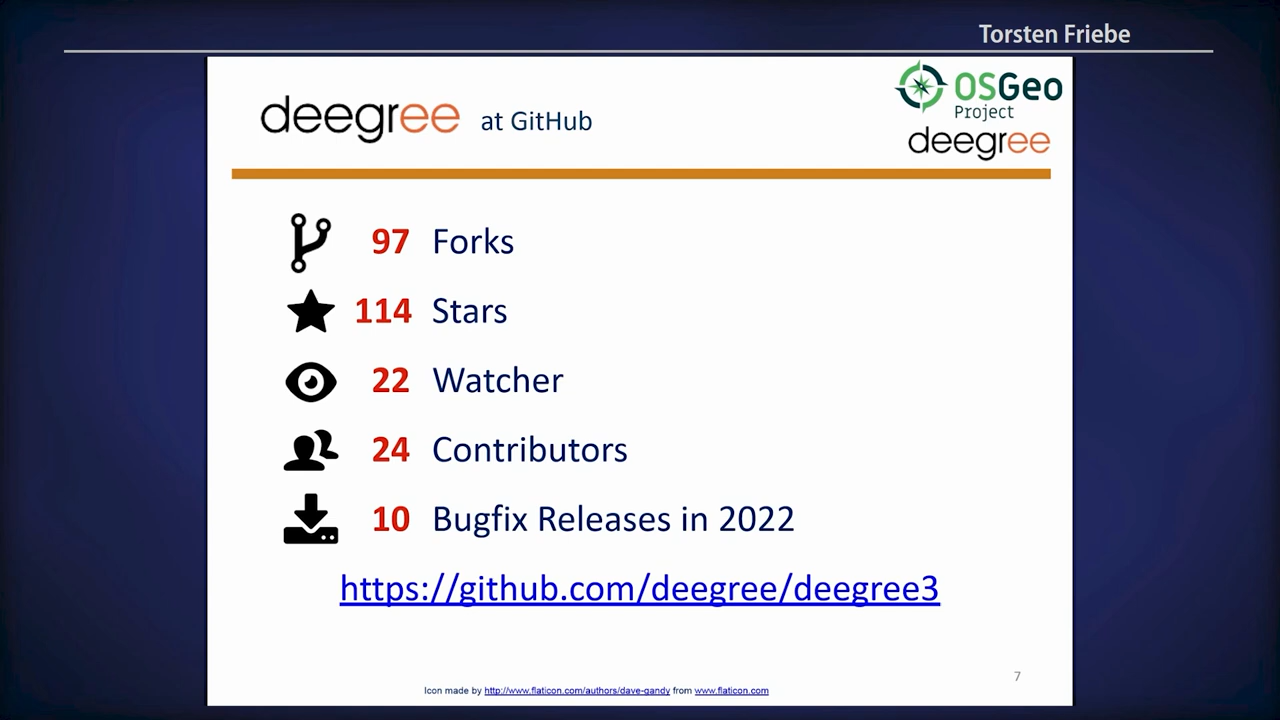 Torsten Friebe
deegree at GitHub
OSGeo
Project
deegree
97 Forks
114 Stars
22 Watcher
24 Contributors
10 Bugfix Releases in 2022
https://github.com/deegree/deegree3
7
Icon made by http://www.flaticon.com/authors/dave-gandy from www.flaticon.com